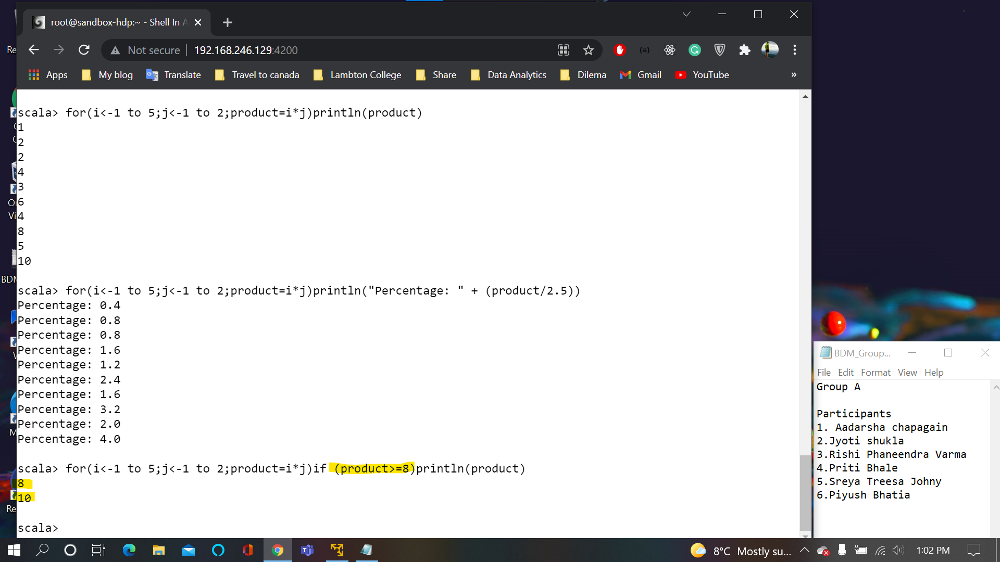 root@sandbox-hdp:~ - Shell In A
Not secure 192.168.246.129:4200
Apps My blog Translate Travel to canada Lambton College Share Data Analytics Dilema Gmail YouTube »
scala> for(i<-1 to 5;j<-1 to 2;product=i*j)println(product)
1
2
2
4
3
6
4
8
5
10
scala> for(i<-1 to 5;j<-1 to 2;product=i*j)println("Percentage: " + (product/2.5))
Percentage: 0.4
Percentage: 0.8
Percentage: 0.8
Percentage: 1.6
Percentage: 1.2
Percentage: 2.4
Percentage: 1.6
Percentage: 3.2
Percentage: 2.0
Percentage: 4.0
scala> for(i<-1 to 5;j<-1 to 2;product=i*j)if (product>=8)println(product)
8
10
scala>
Re
BDM
Re
BDM_Group...
File Edit Format View Help
Group A
Participants
1. Aadarsha chapagain
2.Jyoti shukla
3.Rishi Phaneendra Varma
4.Priti Bhale
5.Sreya Treesa Johny
6.Piyush Bhatia
8°C Mostly su... 1:02 PM